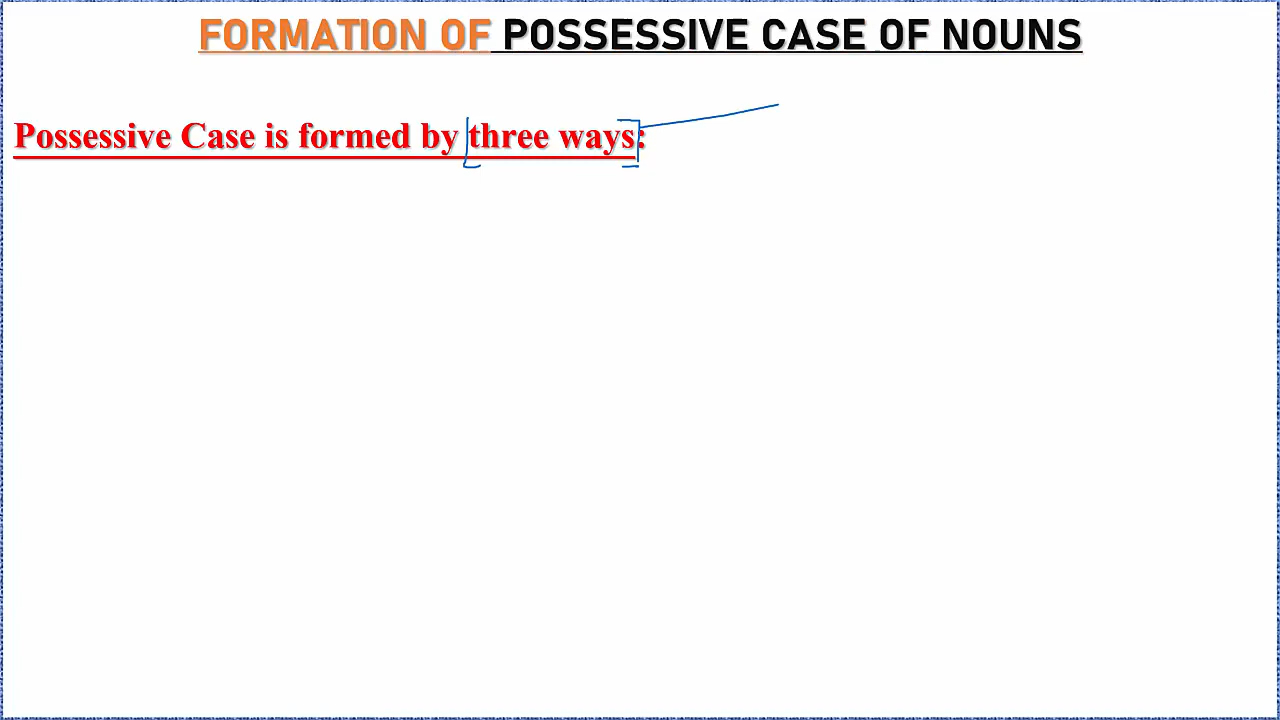 FORMATION OF POSSESSIVE CASE OF NOUNS
Possessive Case is formed by three ways: